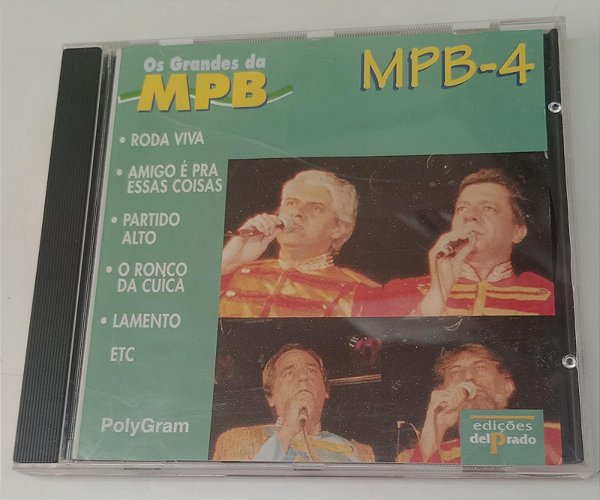 Os Grandes da
MPB
MPB-4
• RODA VIVA
• AMIGO É PRA
ESSAS COISAS
• PARTIDO
ALTO
• O RONCO
DA CUICA
• LAMENTO
ETC
PolyGram
edições
delPrado